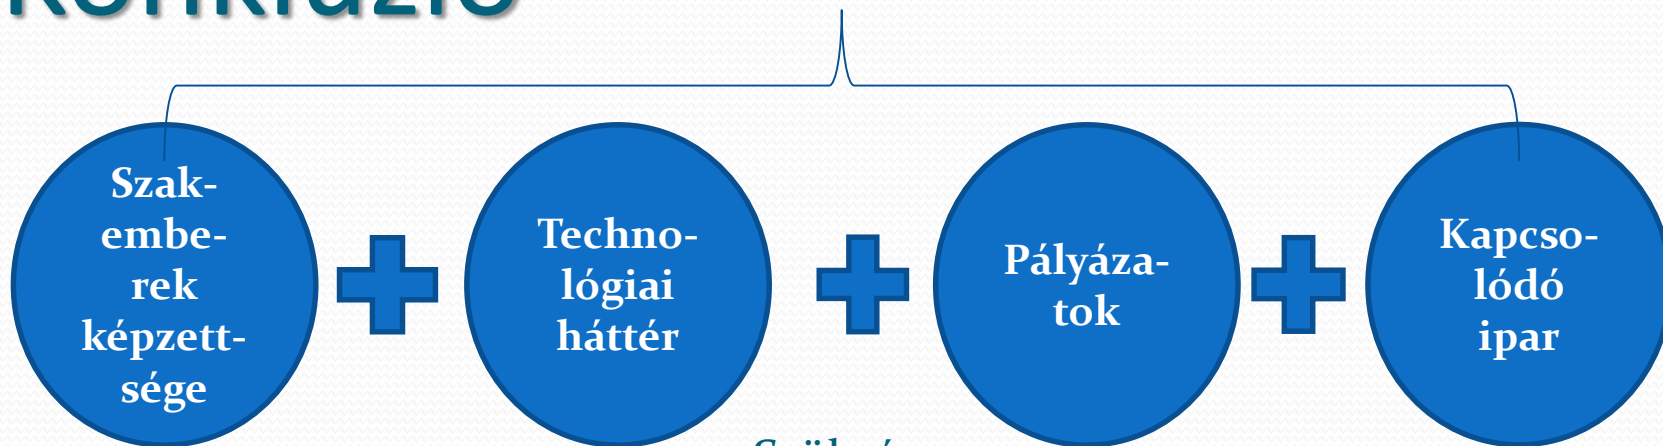 Szak-
embe-
rek
képzett-
sége
Techno-
lógiai
háttér
Pályáza-
tok
Kapcso-
lódó
ipar